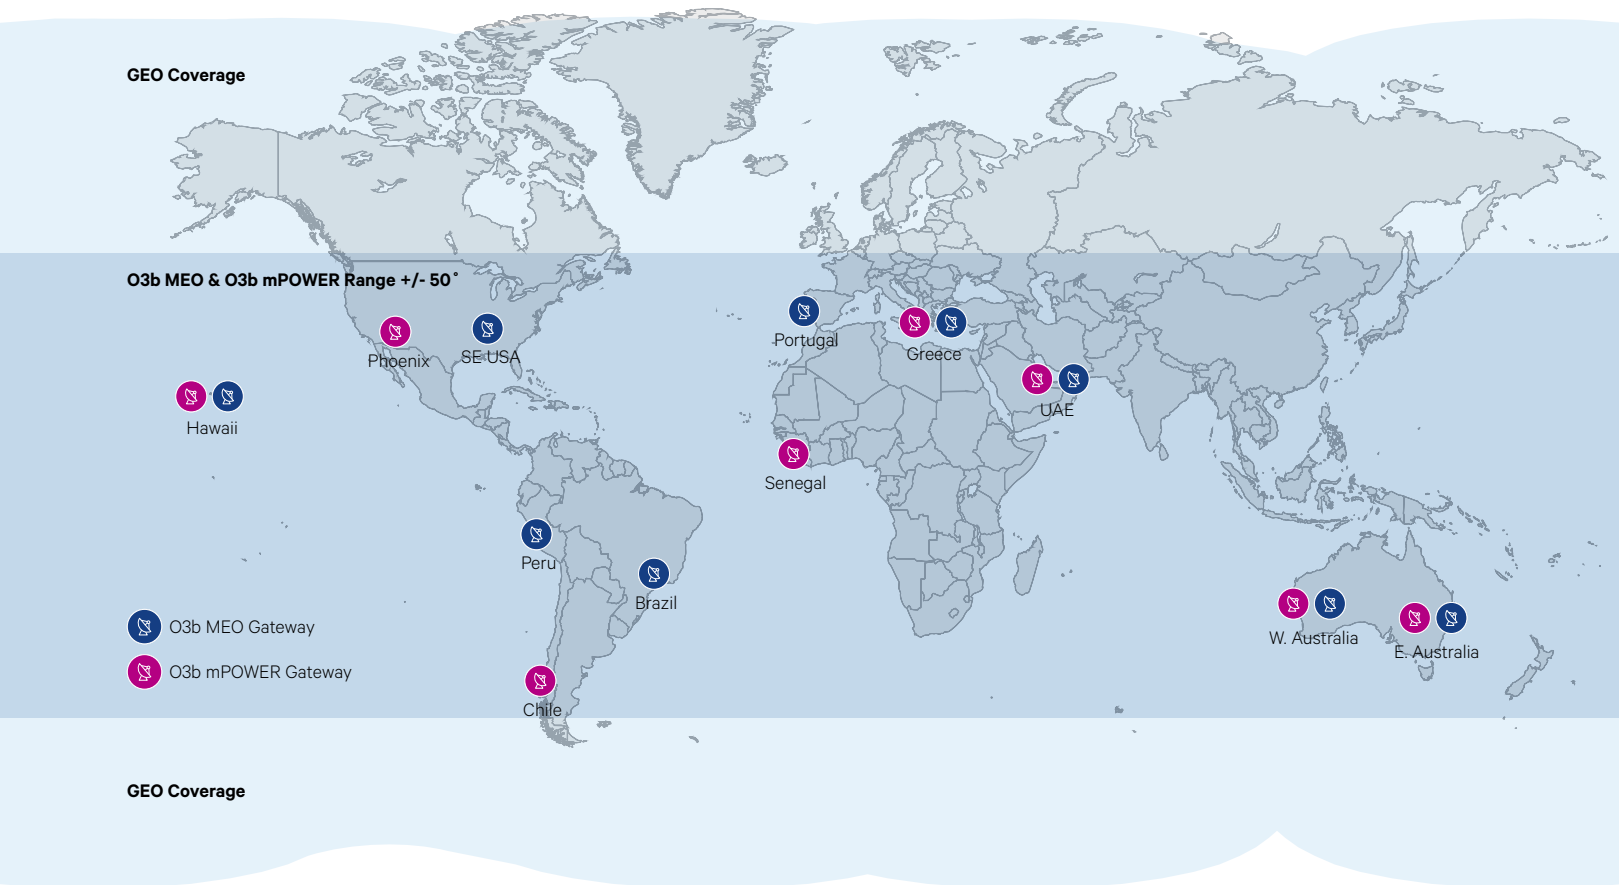 GEO Coverage
O3b MEO & O3b mPOWER Range +/- 50°
Portugal
Greece
Phoenix
SE USA
UAE
Hawaii
Senegal
Peru
Brazil
O3b MEO Gateway
W. Australia
E. Australia
O3b mPOWER Gateway
Chile
GEO Coverage